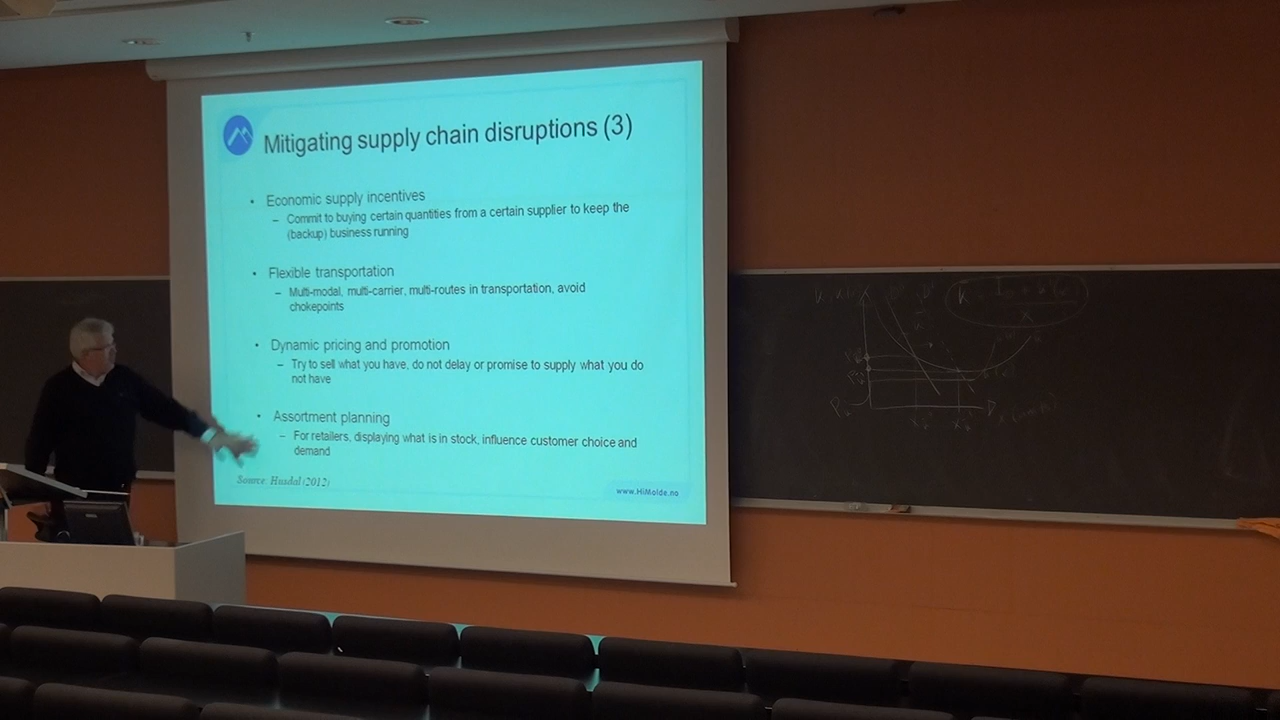 Mitigating supply chain disruptions (3)
• Economic supply incentives
– Commit to buying certain quantities from a certain supplier to keep the
(backup) business running
• Flexible transportation
– Multi-modal, multi-carrier, multi-routes in transportation, avoid
chokepoints
• Dynamic pricing and promotion
– Try to sell what you have, do not delay or promise to supply what you do
not have
• Assortment planning
– For retailers, displaying what is in stock, influence customer choice and
demand
Source: Husdal (2012)
www.HiMolde.no